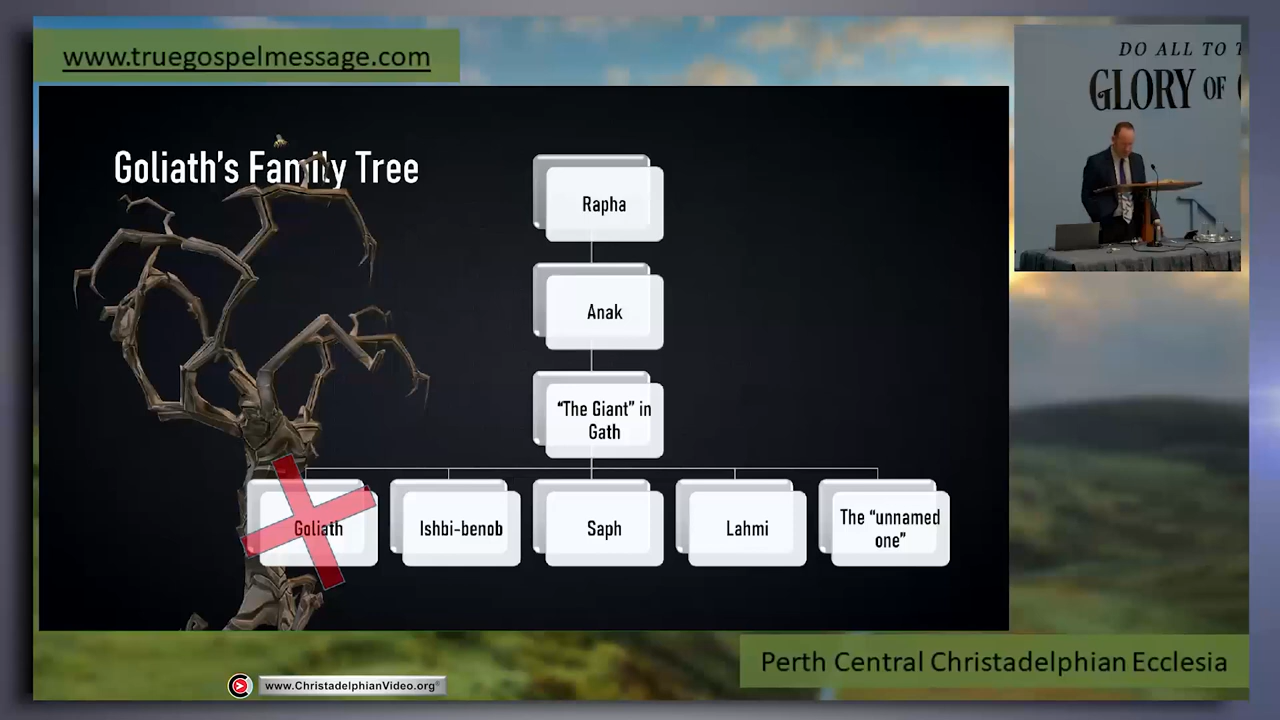 www.truegospelmessage.com
DO ALL TO
GLORY OF
Goliath's Family Tree
Rapha
Anak
“The Giant” in
Gath
Goliath
Ishbi-benob
Saph
Lahmi
The “unnamed
one”
Perth Central Christadelphian Ecclesia
www.ChristadelphianVideo.org